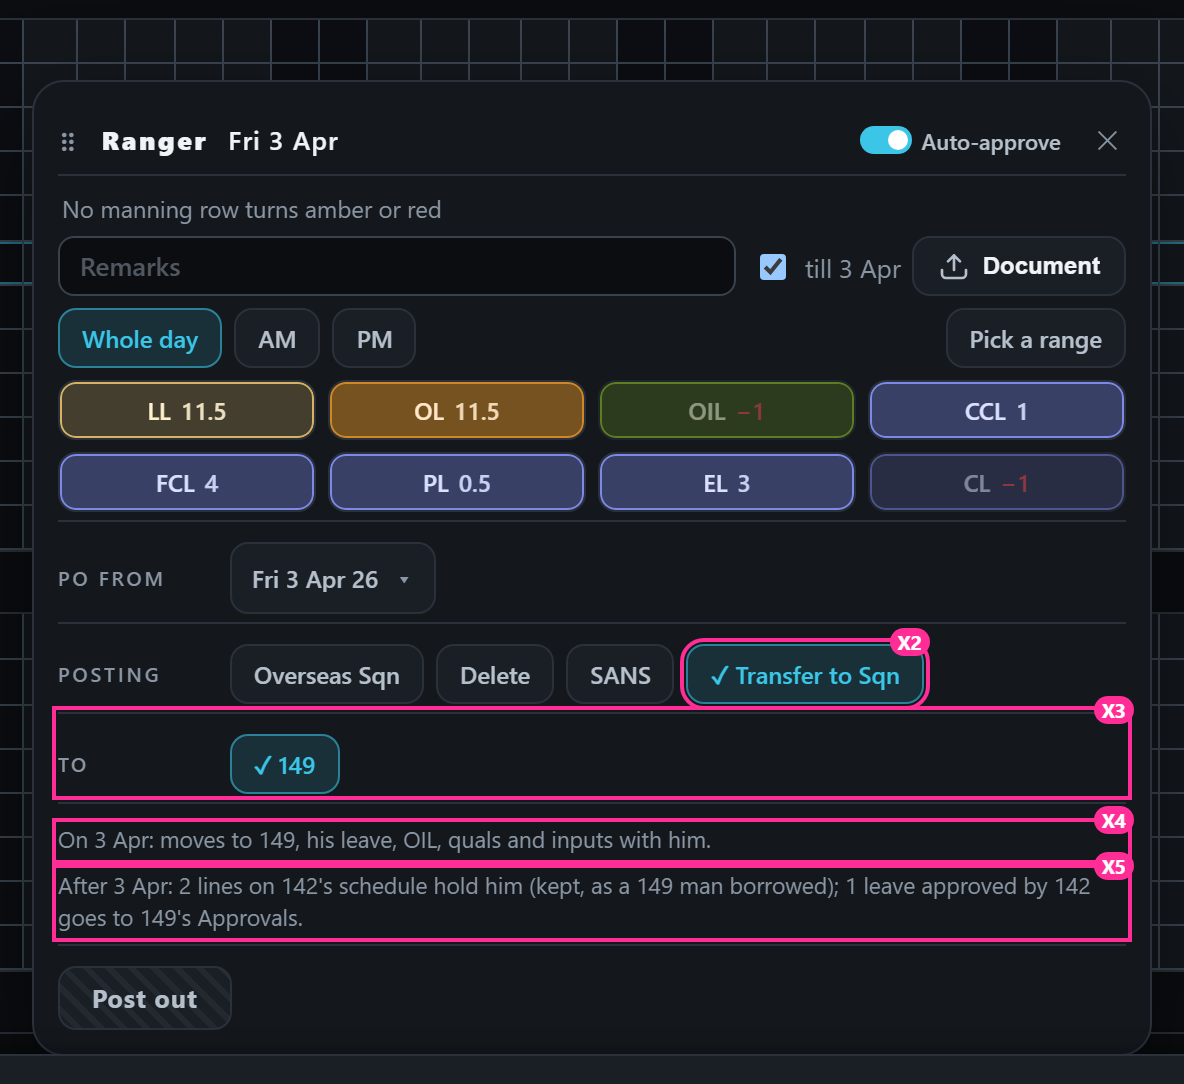 Ranger Fri 3 Apr Auto-approve
No manning row turns amber or red
Remarks till 3 Apr Document
Whole day AM PM Pick a range
LL 11.5 OL 11.5 OIL −1 CCL 1
FCL 4 PL 0.5 EL 3 CL −1
PO FROM Fri 3 Apr 26
X2
POSTING Overseas Sqn Delete SANS ✓ Transfer to Sqn
X3
TO ✓ 149
X4
On 3 Apr: moves to 149, his leave, OIL, quals and inputs with him.
X5
After 3 Apr: 2 lines on 142's schedule hold him (kept, as a 149 man borrowed); 1 leave approved by 142
goes to 149's Approvals.
Post out